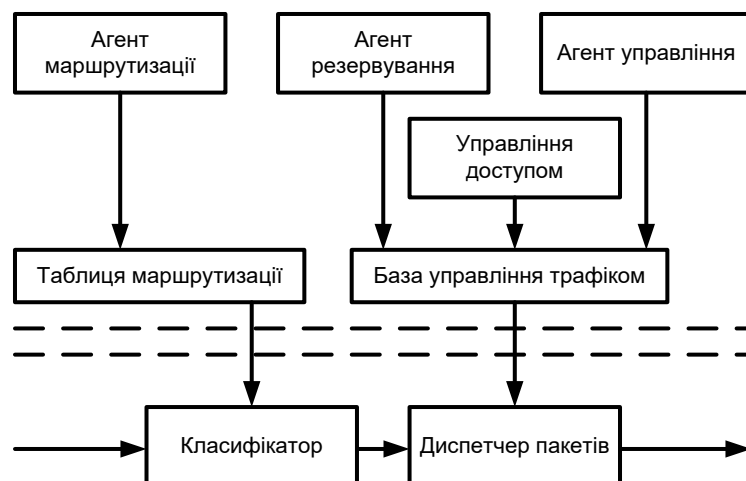 Агент
маршрутизації
Агент
резервування
Агент управління
Управління
доступом
Таблиця маршрутизації
База управління трафіком
Класифікатор
Диспетчер пакетів